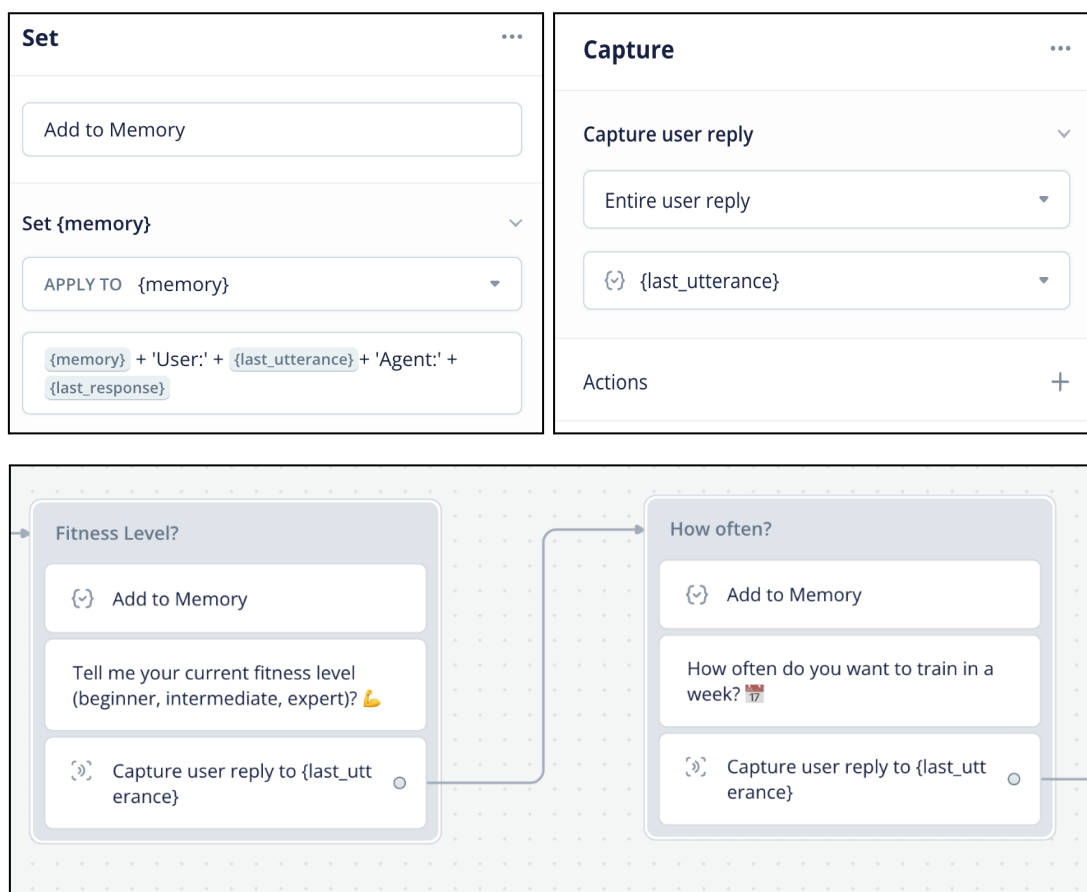 Set
Add to Memory
Set {memory}
APPLY TO {memory}
{memory} + 'User:' + {last_utterance} + 'Agent:' +
{last_response}
Capture
Capture user reply
Entire user reply
{last_utterance}
Actions
Fitness Level?
Add to Memory
Tell me your current fitness level
(beginner, intermediate, expert)? 💪
Capture user reply to {last_utt
erance}
How often?
Add to Memory
How often do you want to train in a
week? 📅
Capture user reply to {last_utt
erance}